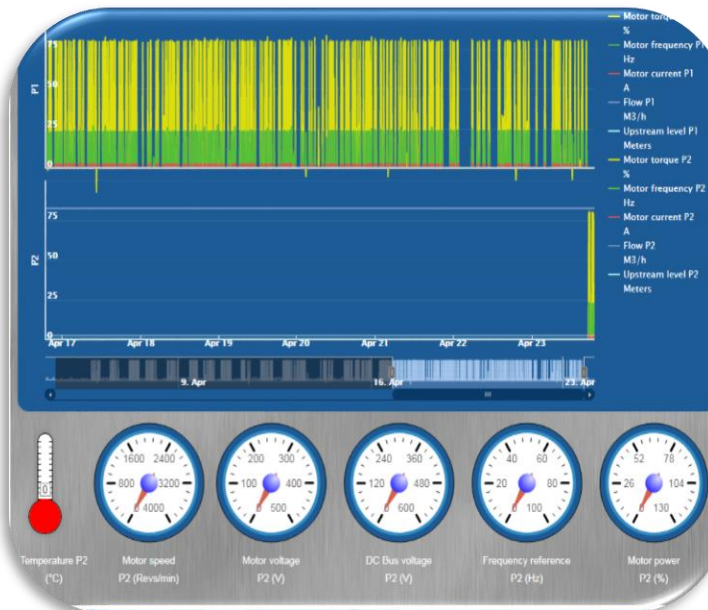 75
50
25
0
P1
Motor torque
%
Motor frequency P1
Hz
Motor current P1
A
Flow P1
M3/h
Upstream level P1
Meters
Motor torque P2
%
Motor frequency P2
Hz
Motor current P2
A
Flow P2
M3/h
Upstream level P2
Meters
75
50
25
0
P2
Apr 17 Apr 18 Apr 19 Apr 20 Apr 21 Apr 22 Apr 23
9. Apr 16. Apr 23. Apr
0
1600 2400
800 3200
4000
200 300
100 400
500
240 360
120 480
600
40 60
20 80
100
52 78
26 104
130
Temperature P2
(°C)
Motor speed
P2 (Revs/min)
Motor voltage
P2 (V)
DC Bus voltage
P2 (V)
Frequency reference
P2 (Hz)
Motor power
P2 (%)